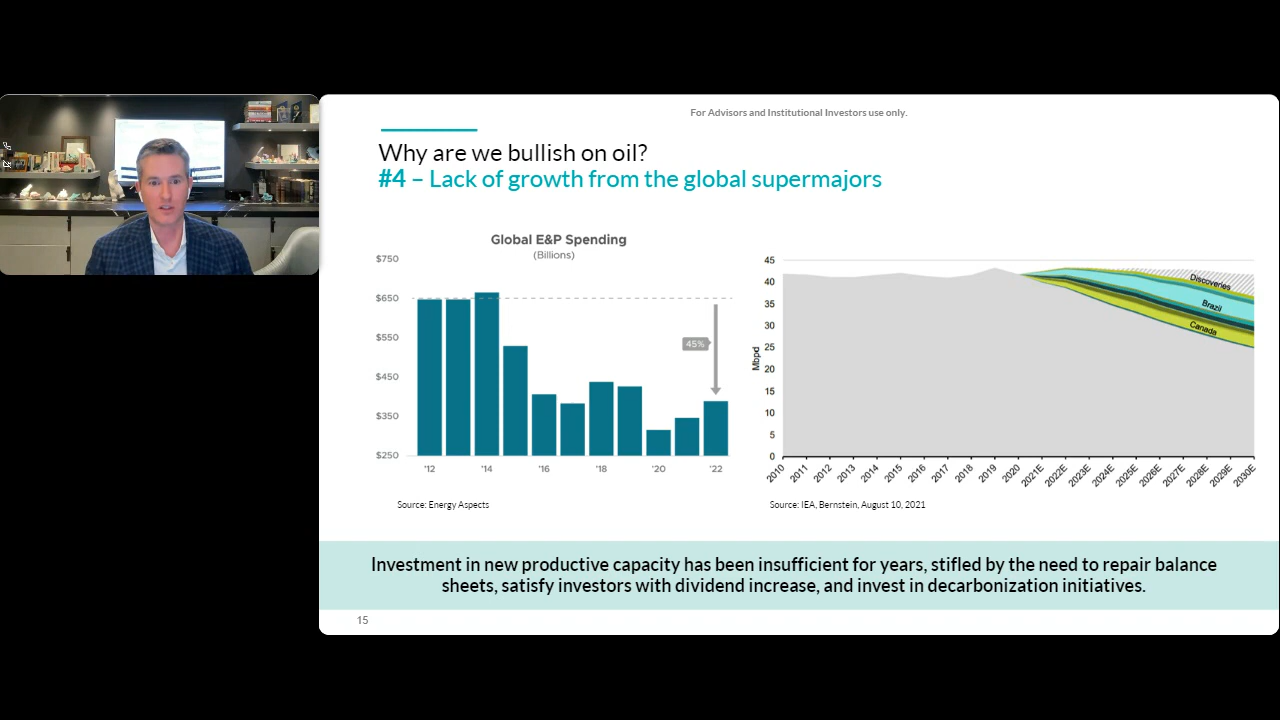 For Advisors and Institutional Investors use only.
Why are we bullish on oil?
#4 – Lack of growth from the global supermajors
Global E&P Spending
(Billions)
$750
$650
$550
$450
$350
$250
45%
'12
'14
'16
'18
'20
'22
Source: Energy Aspects
Mbpd
45
40
35
30
25
20
15
10
5
0
Discoveries
Brazil
Canada
2010
2011
2012
2013
2014
2015
2016
2017
2018
2019
2020
2021E
2022E
2023E
2024E
2025E
2026E
2027E
2028E
2029E
2030E
Source: IEA, Bernstein, August 10, 2021
Investment in new productive capacity has been insufficient for years, stifled by the need to repair balance
sheets, satisfy investors with dividend increase, and invest in decarbonization initiatives.
15